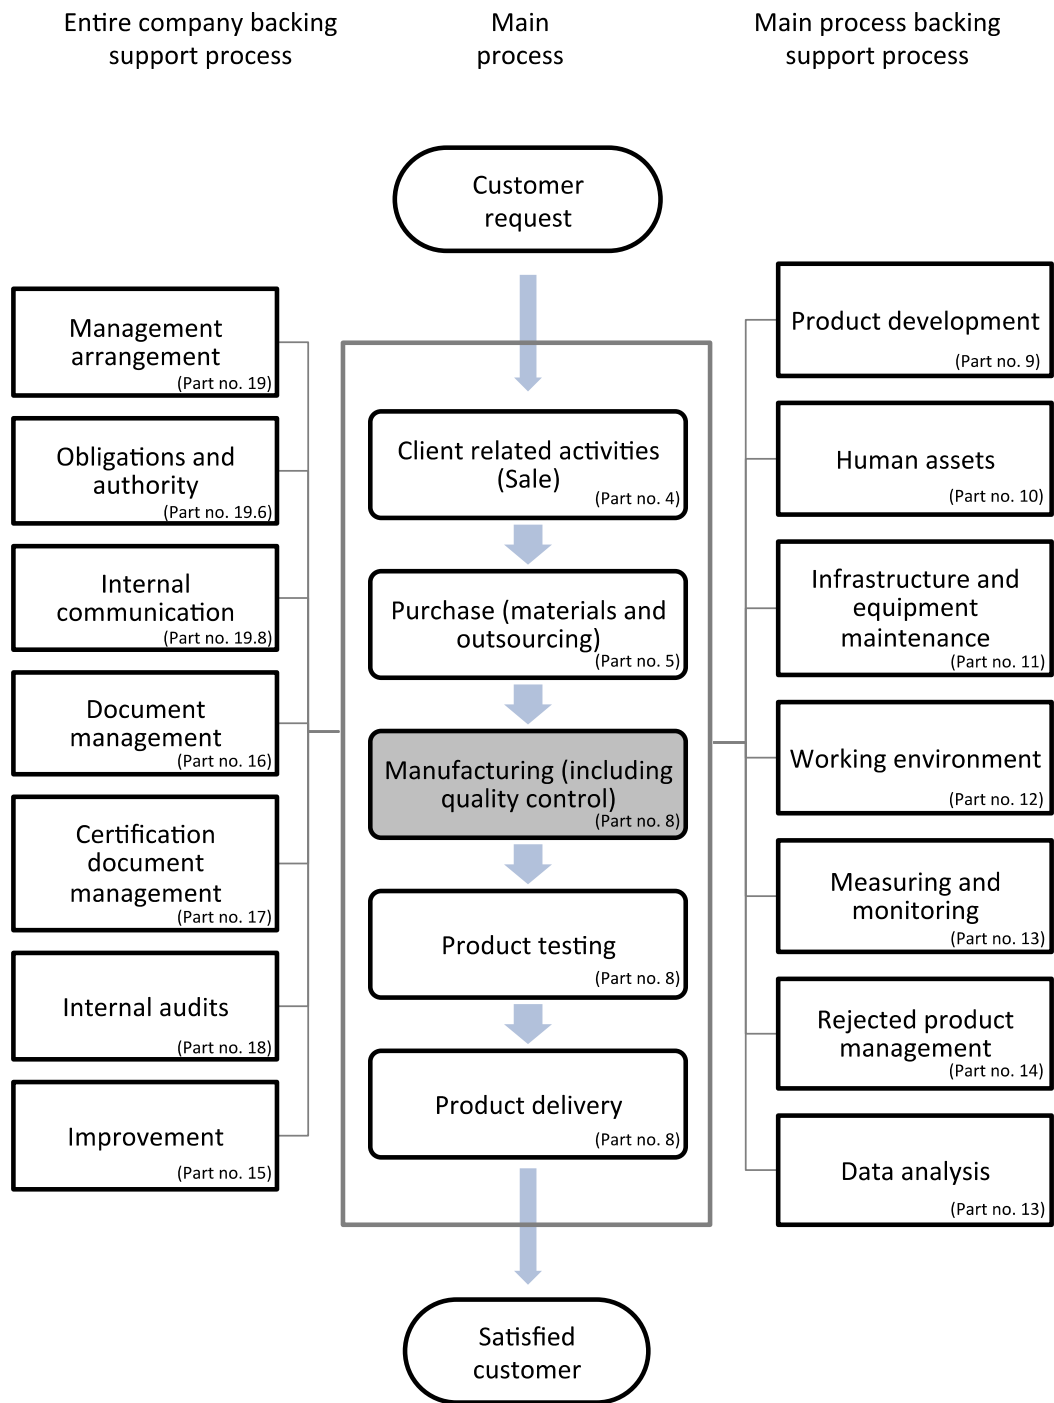 Entire company backing
support process
Main
process
Main process backing
support process
Customer
request
Management
arrangement
(Part no. 19)
Obligations and
authority
(Part no. 19.6)
Internal
communication
(Part no. 19.8)
Document
management
(Part no. 16)
Certification
document
management
(Part no. 17)
Internal audits
(Part no. 18)
Improvement
(Part no. 15)
Client related activities
(Sale)
(Part no. 4)
Purchase (materials and
outsourcing)
(Part no. 5)
Manufacturing (including
quality control)
(Part no. 8)
Product testing
(Part no. 8)
Product delivery
(Part no. 8)
Satisfied
customer
Product development
(Part no. 9)
Human assets
(Part no. 10)
Infrastructure and
equipment
maintenance
(Part no. 11)
Working environment
(Part no. 12)
Measuring and
monitoring
(Part no. 13)
Rejected product
management
(Part no. 14)
Data analysis
(Part no. 13)